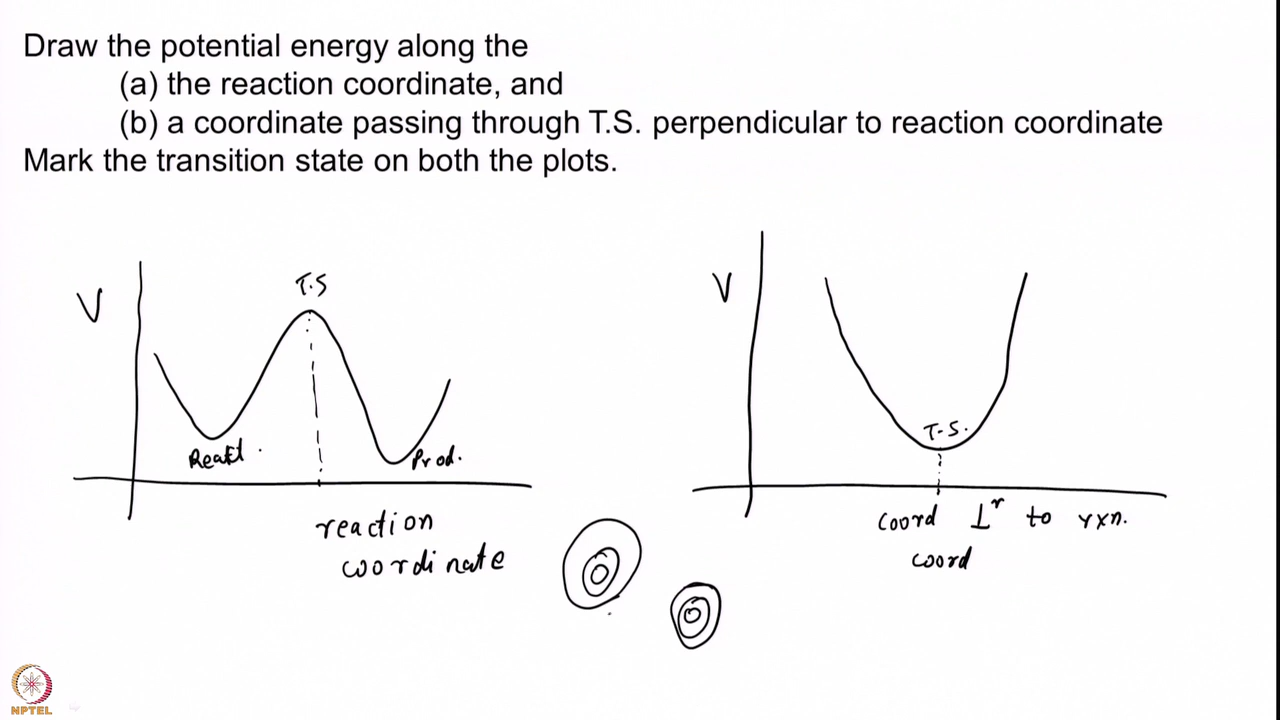 Draw the potential energy along the
(a) the reaction coordinate, and
(b) a coordinate passing through T.S. perpendicular to reaction coordinate
Mark the transition state on both the plots.
V
T.S
Prod.
reaction
coordinate
V
T.S.
coord ⊥r to rxn.
coord
NPTEL